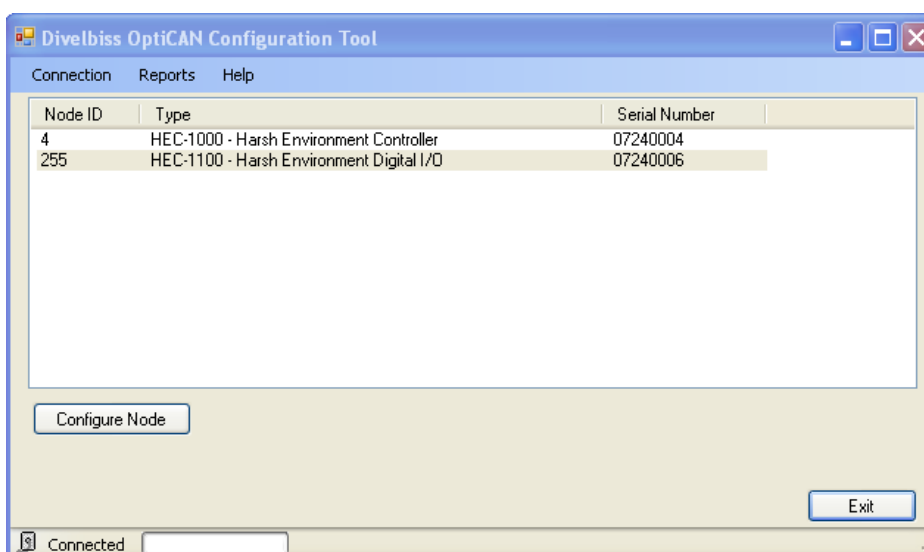 Divelbiss OptiCAN Configuration Tool
Connection Reports Help
Node ID Type Serial Number
4 HEC-1000 - Harsh Environment Controller 07240004
255 HEC-1100 - Harsh Environment Digital I/O 07240006
Configure Node
Exit
Connected